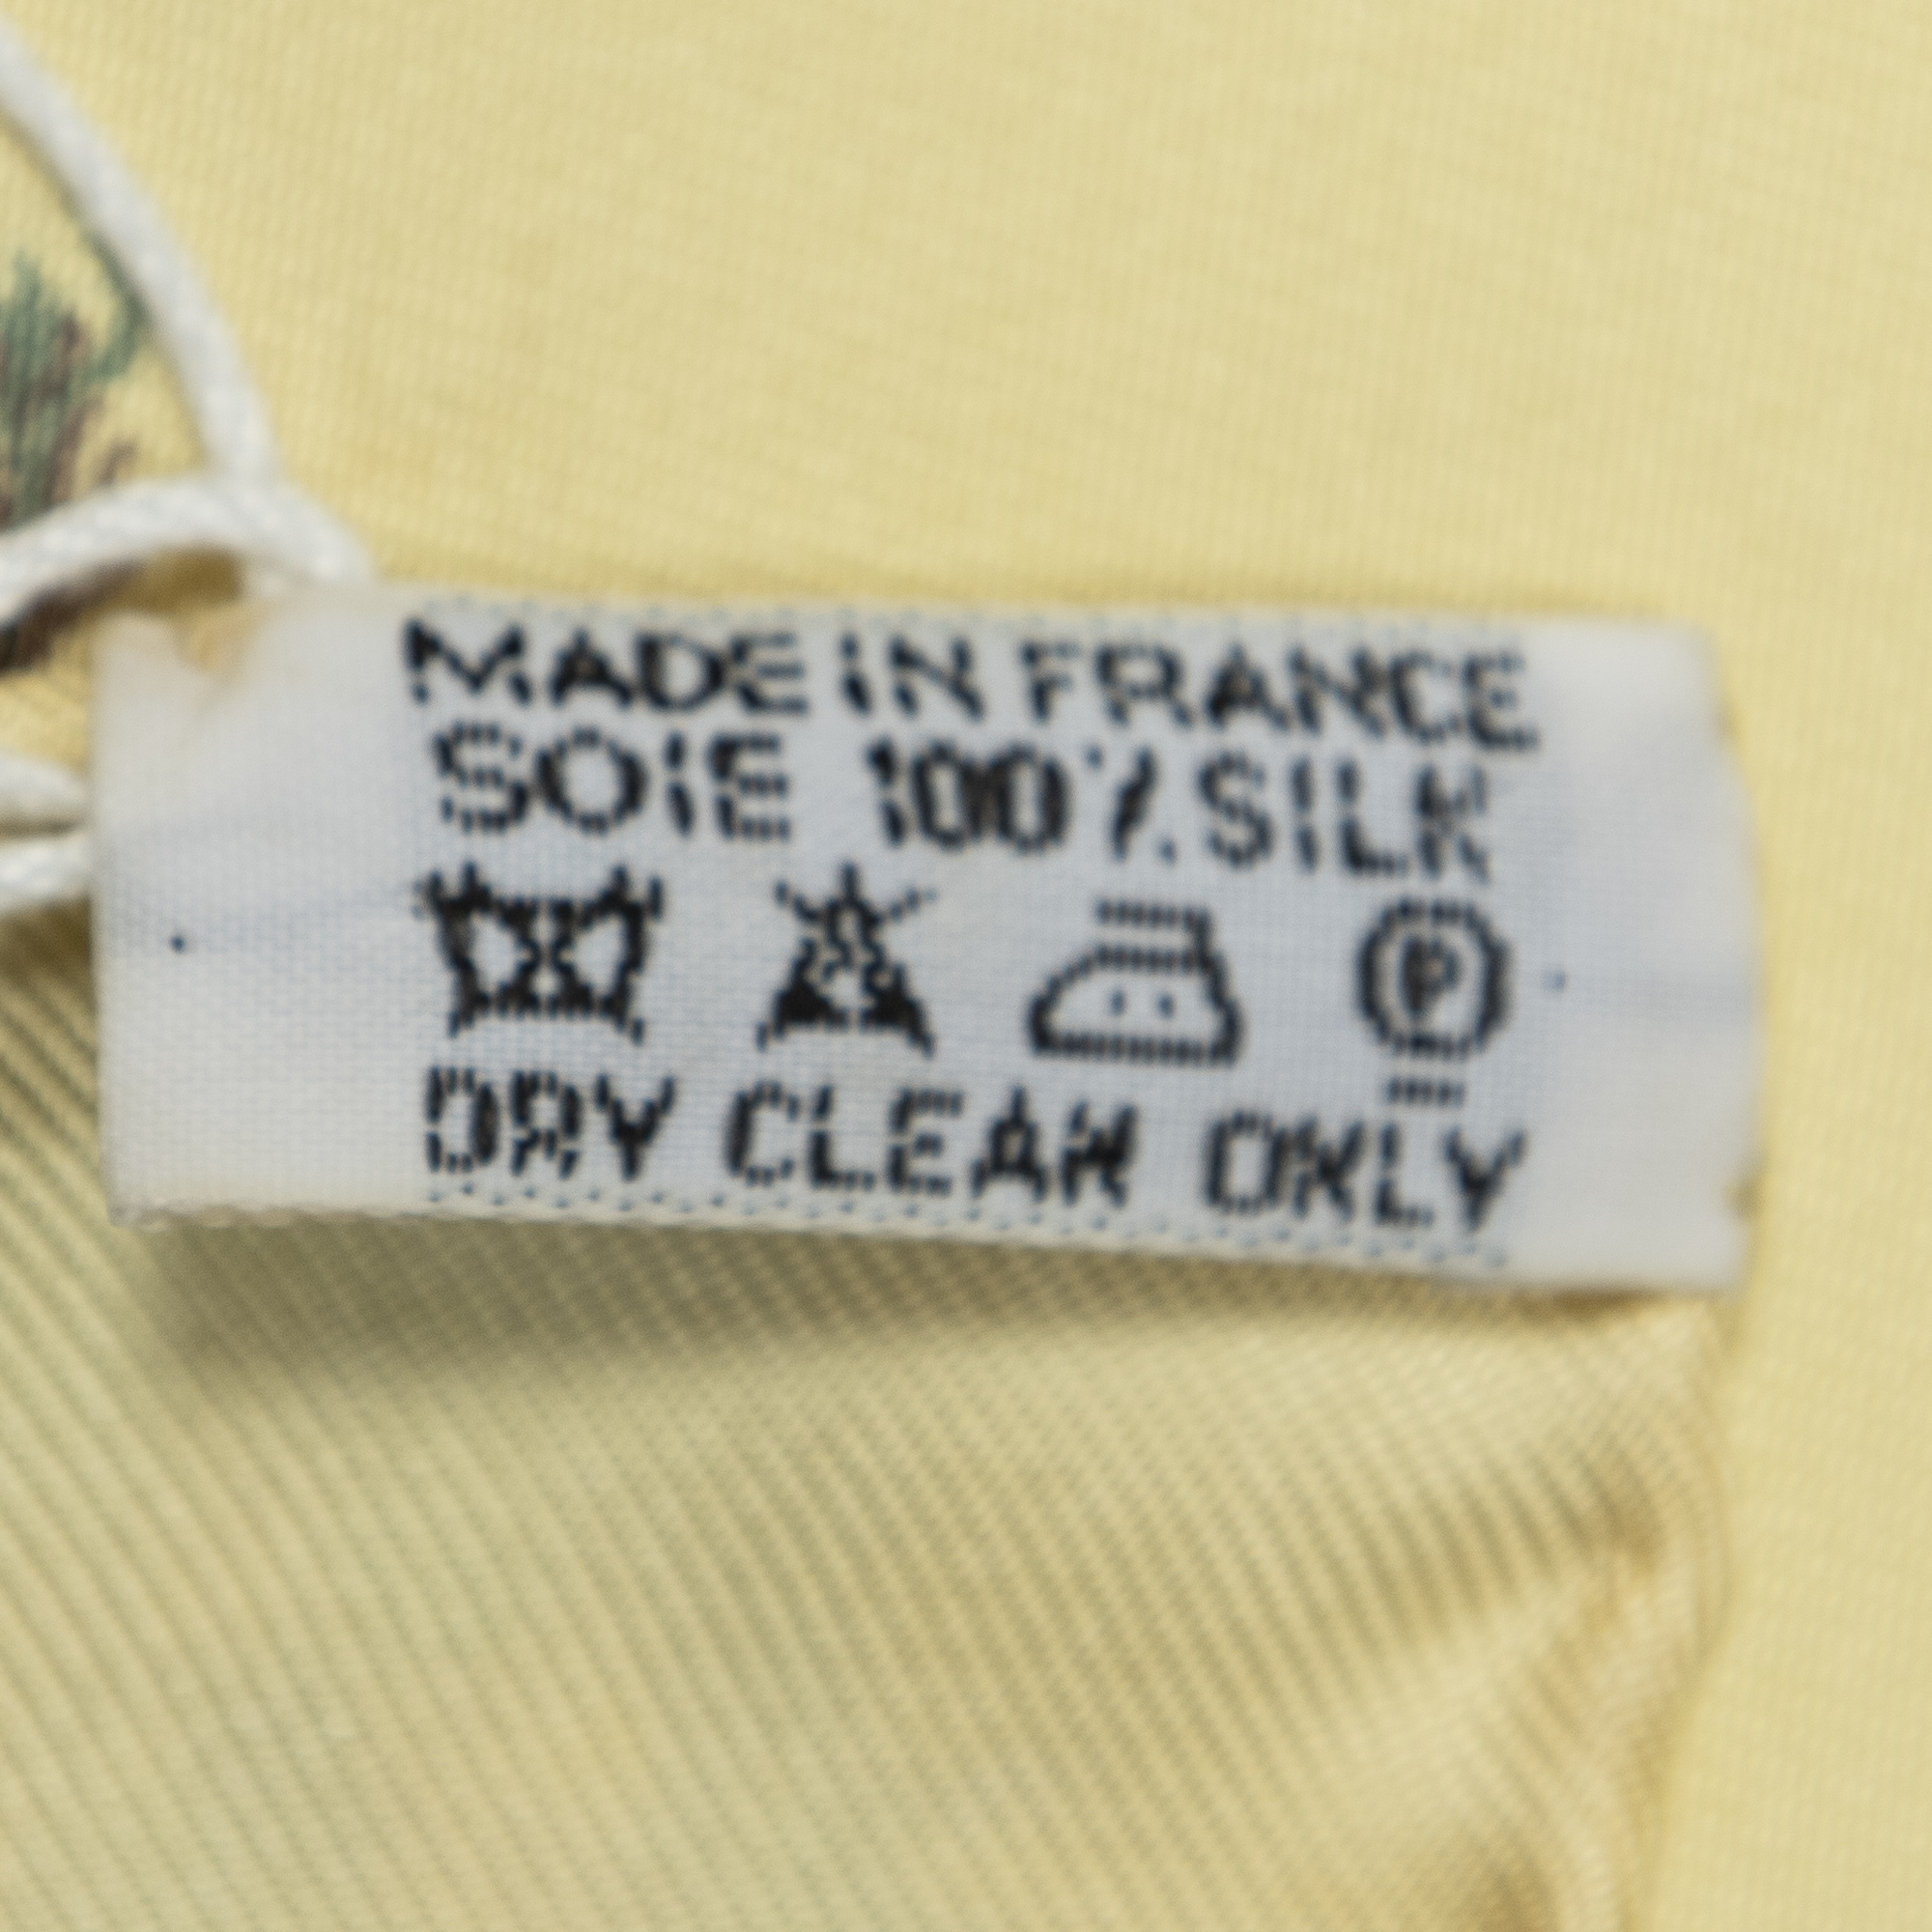 MADE IN FRANCE
SOIE 100% SILK
P
DRY CLEAN ONLY